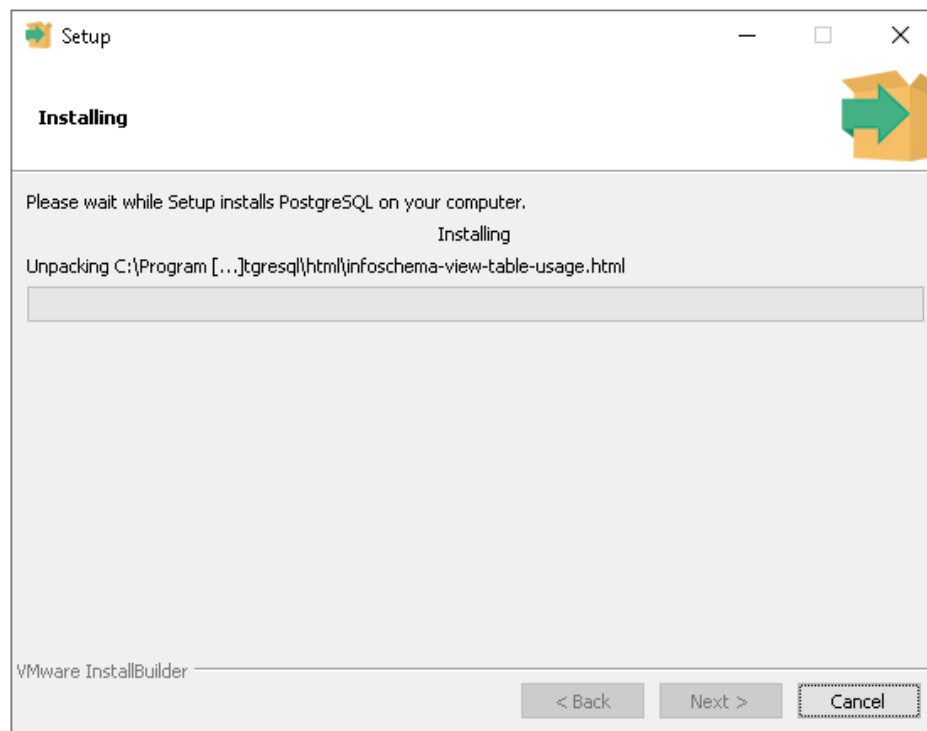 Setup
Installing
Please wait while Setup installs PostgreSQL on your computer.
Installing
Unpacking C:\Program [...]tgresql\html\infoschema-view-table-usage.html
VMware InstallBuilder
< Back
Next >
Cancel